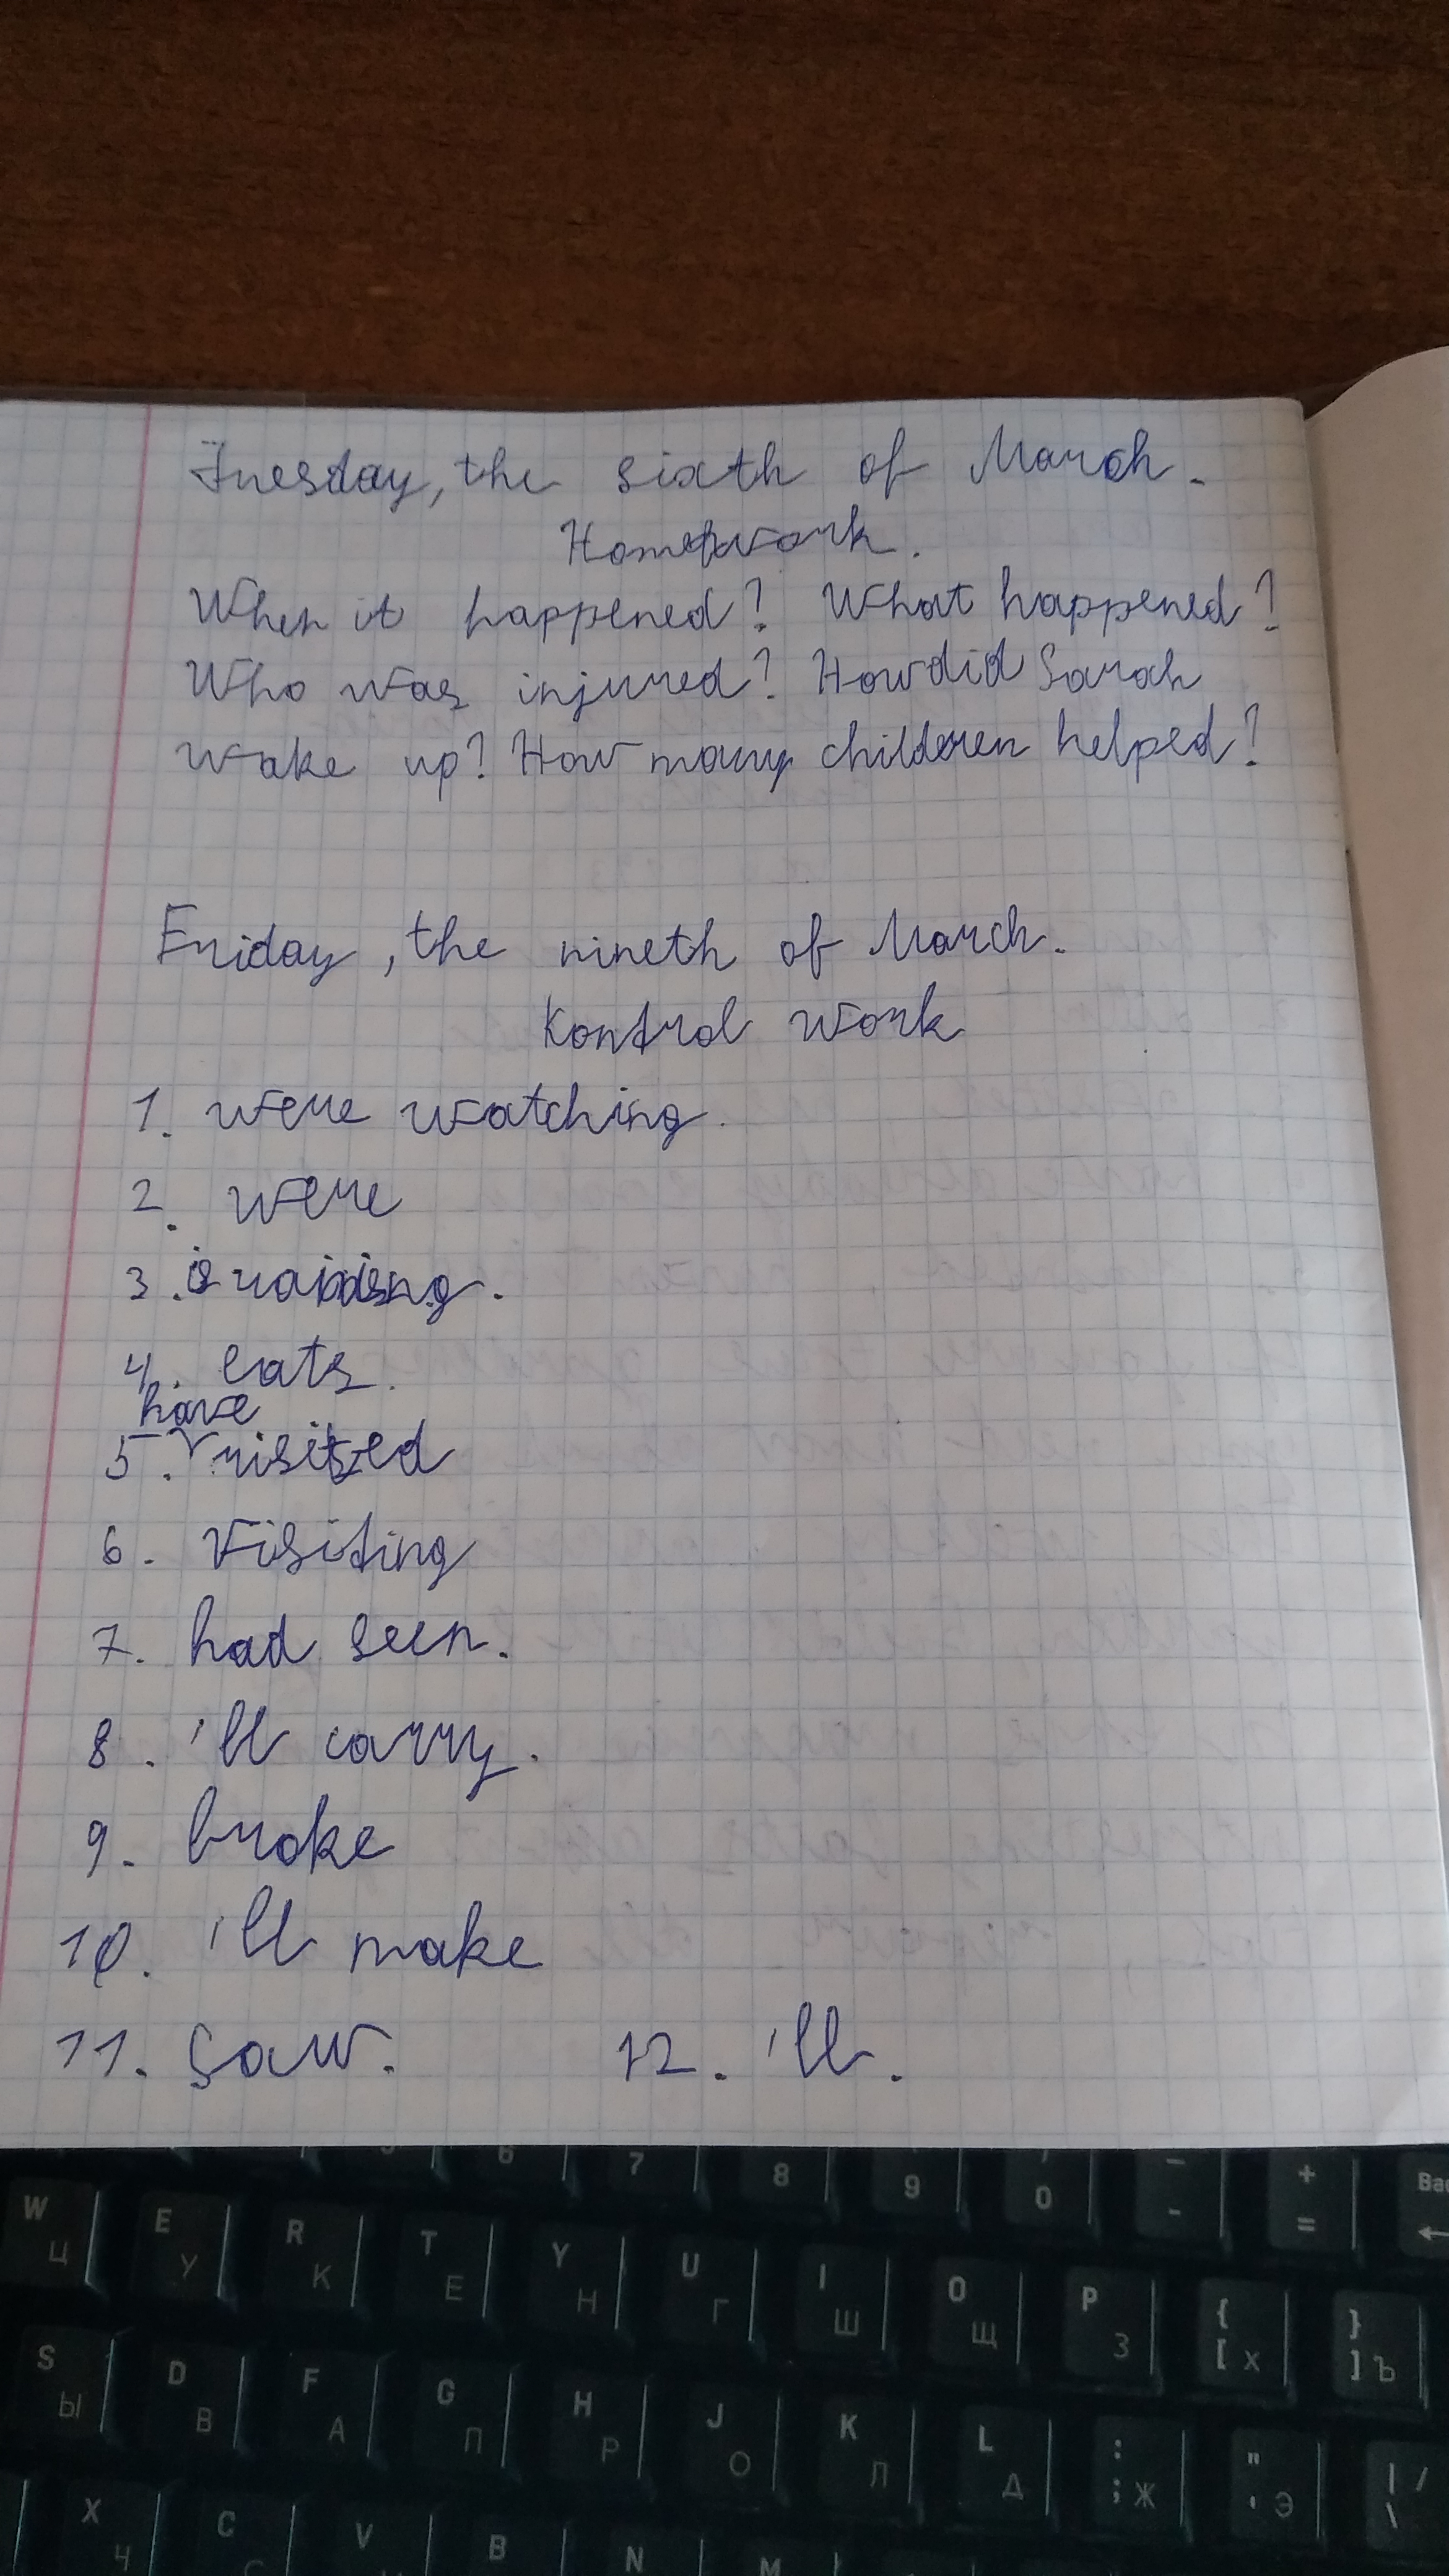 Tuesday, the sixth of March.
Homework.
When it happened? What happened?
Who was injured? How did Sarah
wake up? How many children helped?
Friday, the nineth of March.
Kontrol work
1. were watching.
2. were
3. is raining.
4. eats.
have
5. visited
6. Visiting
7. had seen.
8. 'll carry.
9. broke
10. 'll make
11. saw. 12. 'll.
6 7 8 9 0 - + = Bac
W Ц E У R К T Е Y Н U Г I Ш O Щ P З { [ Х } ] Ъ
S Ы D В F А G П H Р J О K Л L Д : ; Ж " ' Э | / \
X Ч C С V B N M